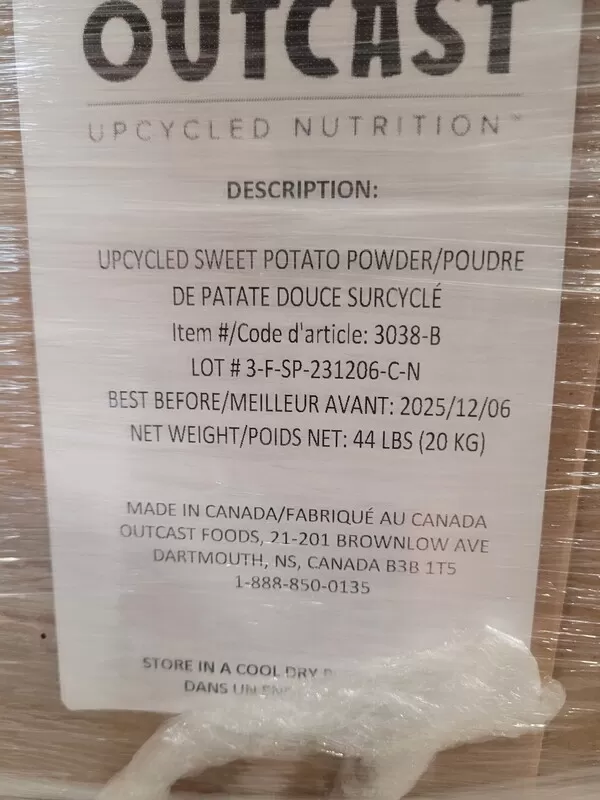 OUTCAST
UPCYCLED NUTRITION™
DESCRIPTION:
UPCYCLED SWEET POTATO POWDER/POUDRE
DE PATATE DOUCE SURCYCLÉ
Item #/Code d'article: 3038-B
LOT # 3-F-SP-231206-C-N
BEST BEFORE/MEILLEUR AVANT: 2025/12/06
NET WEIGHT/POIDS NET: 44 LBS (20 KG)
MADE IN CANADA/FABRIQUÉ AU CANADA
OUTCAST FOODS, 21-201 BROWNLOW AVE
DARTMOUTH, NS, CANADA B3B 1T5
1-888-850-0135
STORE IN A COOL DRY
DANS UN